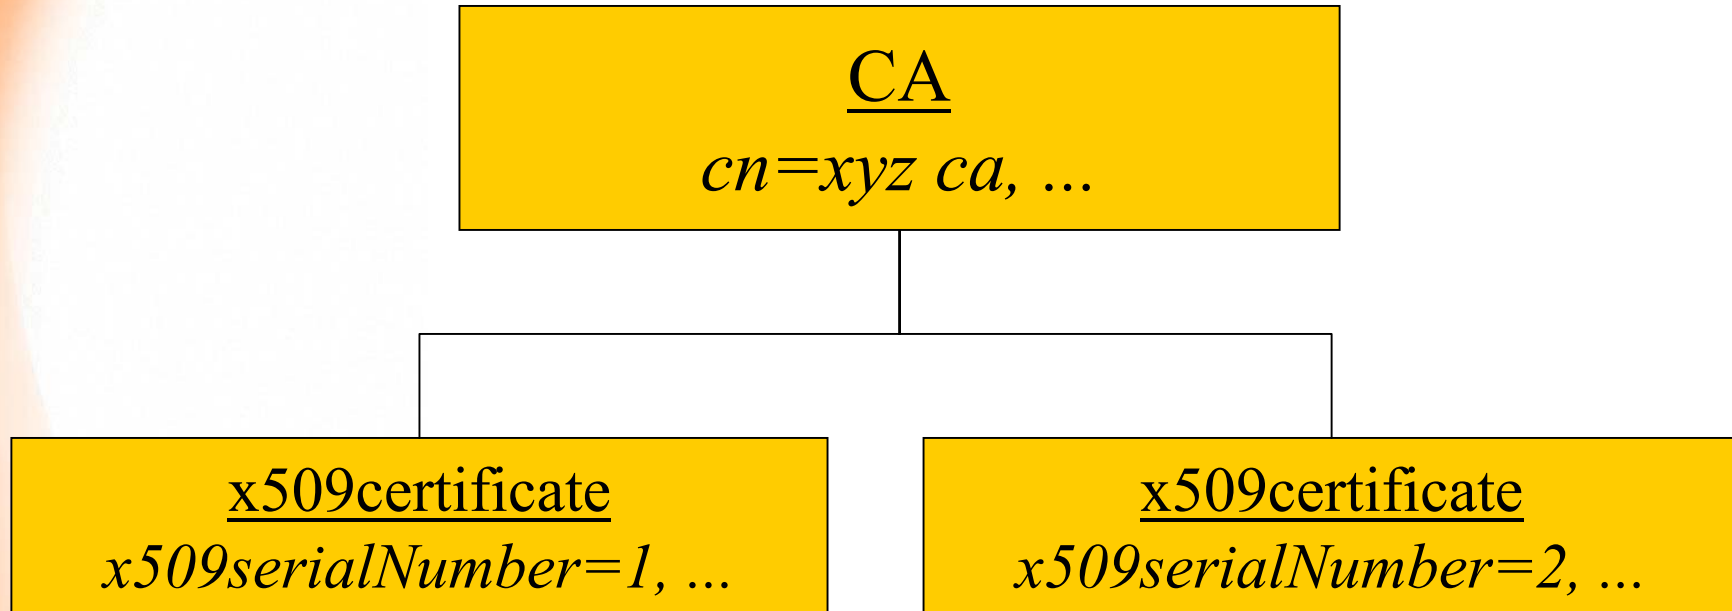 CA
cn=xyz ca, ...
x509certificate
x509serialNumber=1, ...
x509certificate
x509serialNumber=2, ...